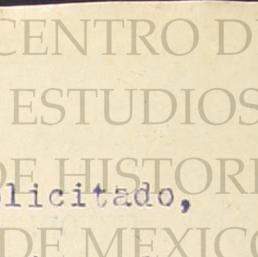 CENTRO D
ESTUDIOS
DE HISTORI
licitado,
DE MEXICO